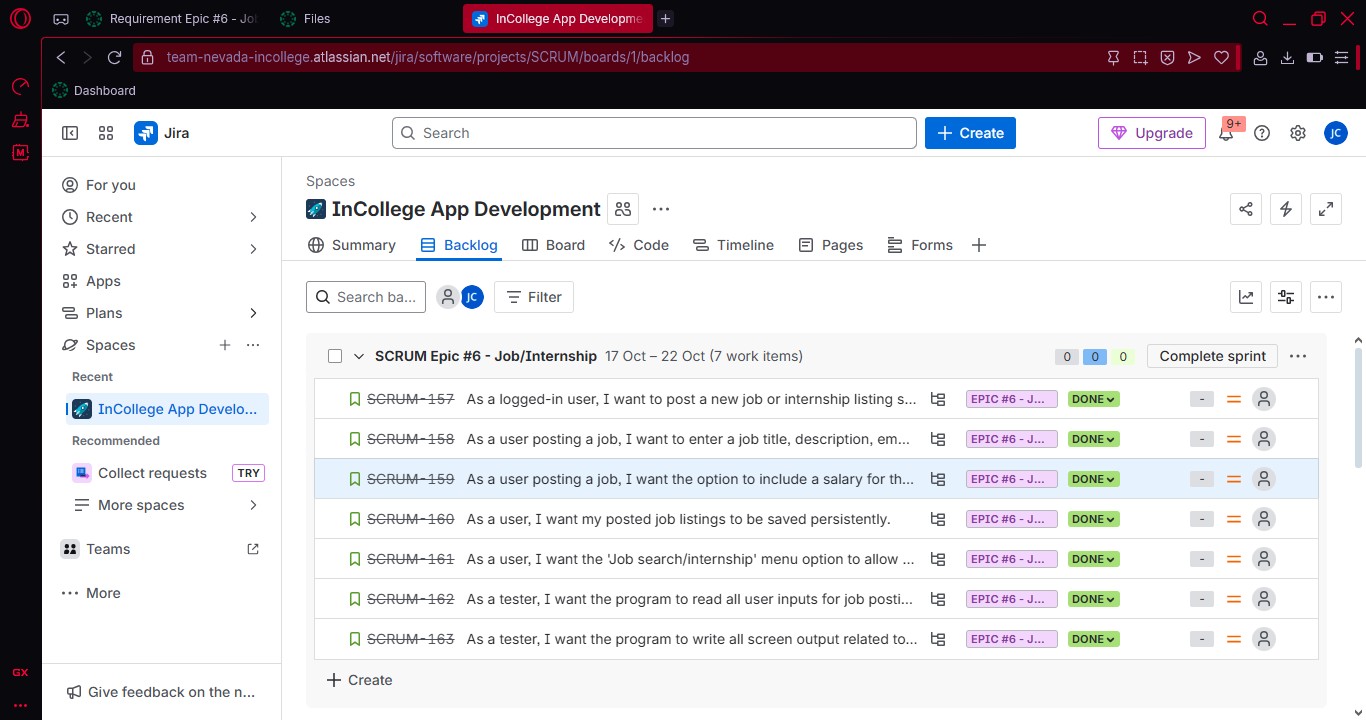 Requirement Epic #6 - Jo
Files
InCollege App Developme
team-nevada-incollege.atlassian.net/jira/software/projects/SCRUM/boards/1/backlog
Dashboard
Jira
Search
Create
Upgrade
9+
JC
For you
Recent
Starred
Apps
Plans
Spaces
Recent
InCollege App Develo...
Recommended
Collect requests
TRY
More spaces
Teams
More
Give feedback on the n...
GX
M
Spaces
InCollege App Development
Summary
Backlog
Board
Code
Timeline
Pages
Forms
Search ba...
JC
Filter
SCRUM Epic #6 - Job/Internship 17 Oct – 22 Oct (7 work items) 0 0 0 Complete sprint
SCRUM-157 As a logged-in user, I want to post a new job or internship listing s... EPIC #6 - J... DONE -
SCRUM-158 As a user posting a job, I want to enter a job title, description, em... EPIC #6 - J... DONE -
SCRUM-159 As a user posting a job, I want the option to include a salary for th... EPIC #6 - J... DONE -
SCRUM-160 As a user, I want my posted job listings to be saved persistently. EPIC #6 - J... DONE -
SCRUM-161 As a user, I want the 'Job search/internship' menu option to allow ... EPIC #6 - J... DONE -
SCRUM-162 As a tester, I want the program to read all user inputs for job posti... EPIC #6 - J... DONE -
SCRUM-163 As a tester, I want the program to write all screen output related to... EPIC #6 - J... DONE -
Create